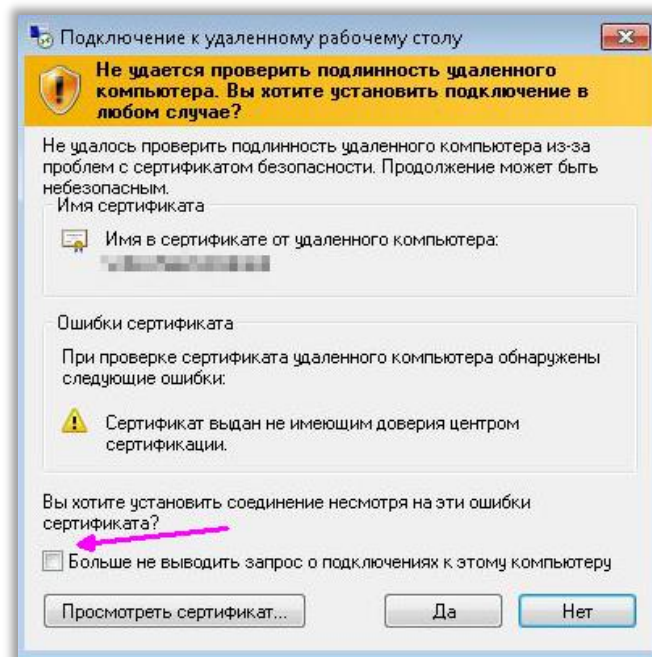 Подключение к удаленному рабочему столу
Не удается проверить подлинность удаленного
компьютера. Вы хотите установить подключение в
любом случае?
Не удалось проверить подлинность удаленного компьютера из-за
проблем с сертификатом безопасности. Продолжение может быть
небезопасным.
Имя сертификата
Имя в сертификате от удаленного компьютера:
Ошибки сертификата
При проверке сертификата удаленного компьютера обнаружены
следующие ошибки:
Сертификат выдан не имеющим доверия центром
сертификации.
Вы хотите установить соединение несмотря на эти ошибки
сертификата?
Больше не выводить запрос о подключениях к этому компьютеру
Просмотреть сертификат...
Да
Нет